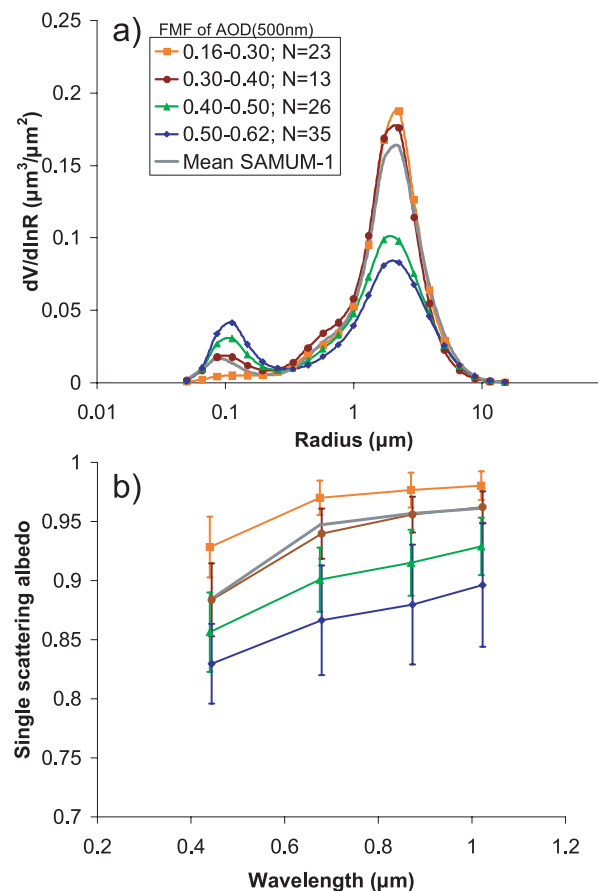 a)
FMF of AOD(500nm)
0.16-0.30; N=23
0.30-0.40; N=13
0.40-0.50; N=26
0.50-0.62; N=35
Mean SAMUM-1
0.25
0.2
0.15
0.1
0.05
0
dV/dlnR (µm³/µm²)
0.01
0.1
1
10
Radius (µm)
b)
1
0.95
0.9
0.85
0.8
0.75
0.7
Single scattering albedo
0.2
0.4
0.6
0.8
1
1.2
Wavelength (µm)